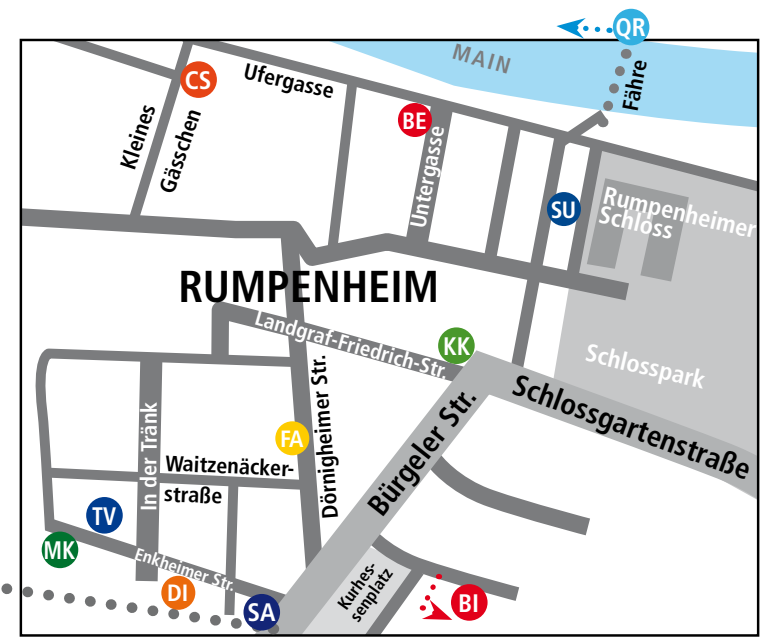 QR
MAIN
Fähre
CS
Ufergasse
Kleines
Gässchen
BE
Untergasse
SU
Rumpenheimer
Schloss
RUMPENHEIM
Landgraf-Friedrich-Str.
KK
Schlosspark
Schlossgartenstraße
Dörnigheimer Str.
Bürgeler Str.
In der Tränk
FA
Waitzenäcker-
straße
TV
MK
Enkheimer Str.
DI
SA
Kurhes-
senplatz
BI